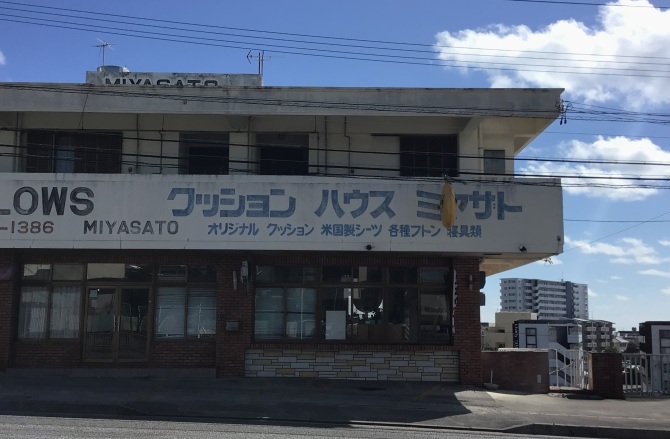 MIYASATO
LOWS
クッション ハウス ミヤザト
-1386 MIYASATO
オリジナル クッション 米国製シーツ 各種フトン 寝具類